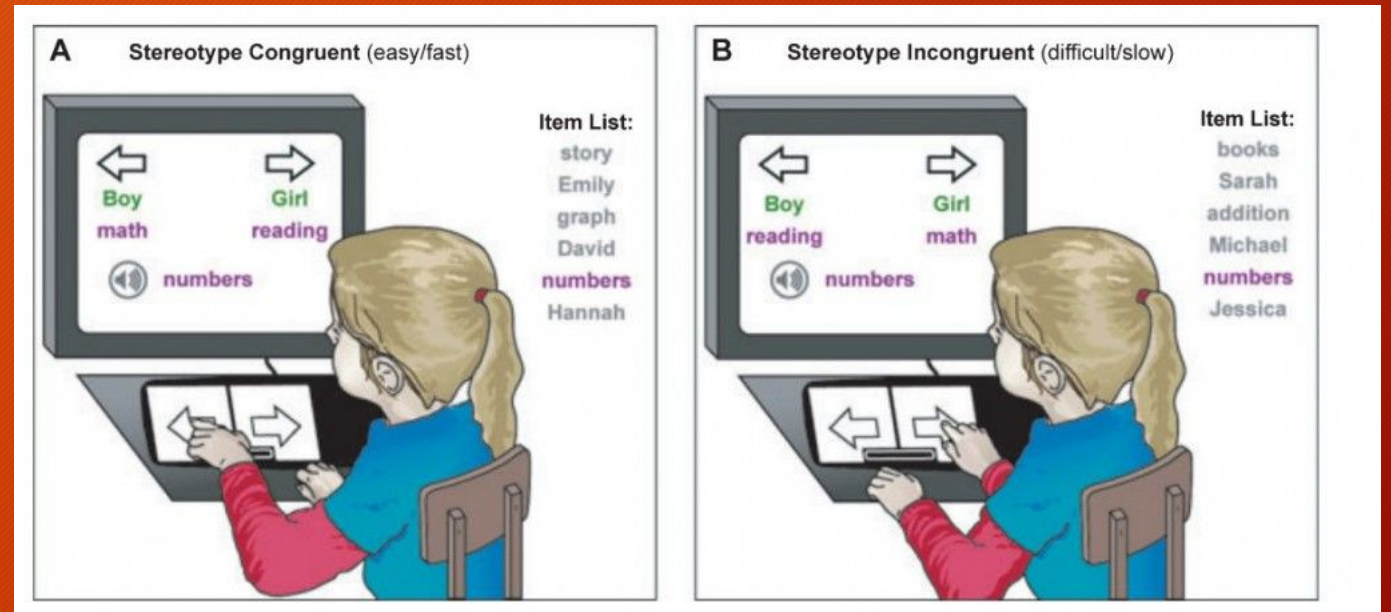 A Stereotype Congruent (easy/fast)
Item List:
story
Emily
graph
David
numbers
Hannah
Boy Girl
math reading
numbers
B Stereotype Incongruent (difficult/slow)
Item List:
books
Sarah
addition
Michael
numbers
Jessica
Boy Girl
reading math
numbers